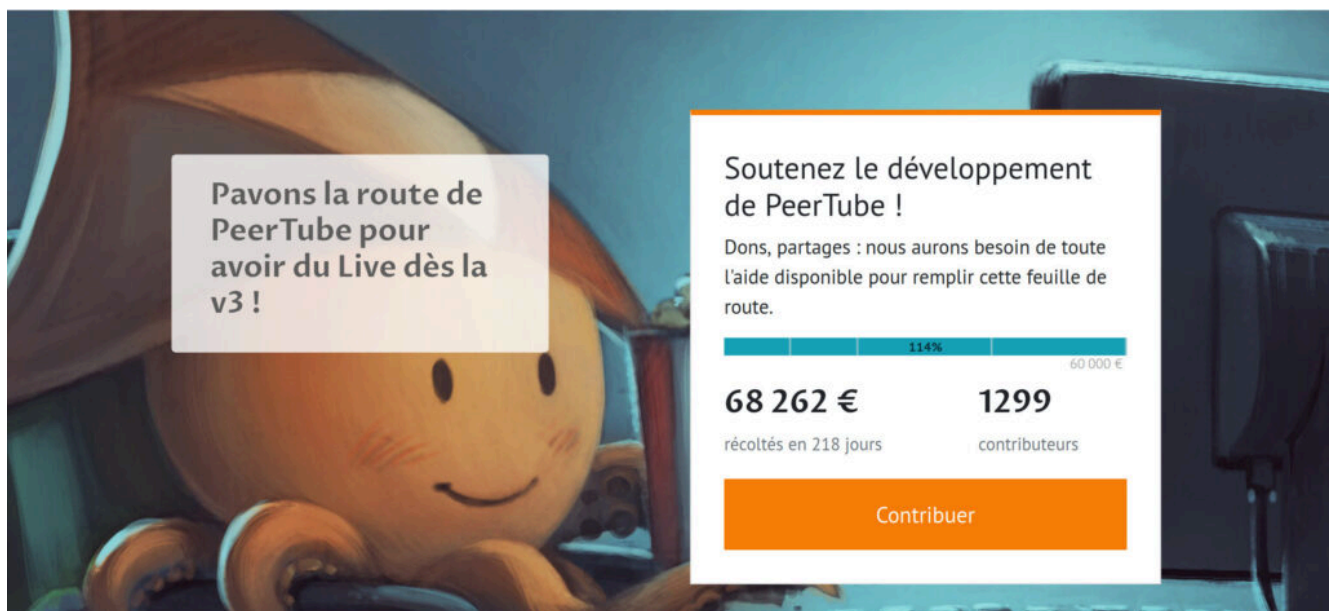 Pavons la route de
PeerTube pour
avoir du Live dès la
v3 !
Soutenez le développement
de PeerTube !
Dons, partages : nous aurons besoin de toute
l'aide disponible pour remplir cette feuille de
route.
114%
60 000 €
68 262 €
récoltés en 218 jours
1299
contributeurs
Contribuer